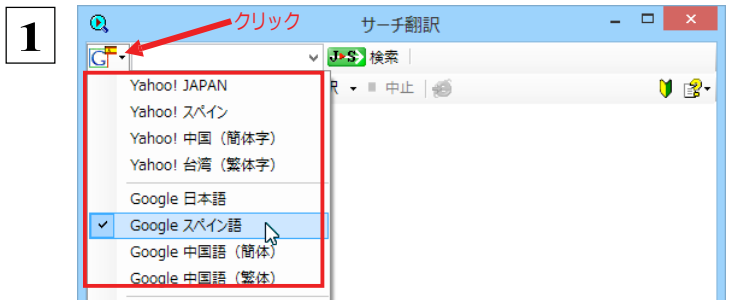 1
クリック
サーチ翻訳
J▶S 検索
Yahoo! JAPAN
Yahoo! スペイン
Yahoo! 中国（簡体字）
Yahoo! 台湾（繁体字）
Google 日本語
Google スペイン語
Google 中国語（簡体）
Google 中国語（繁体）
中止